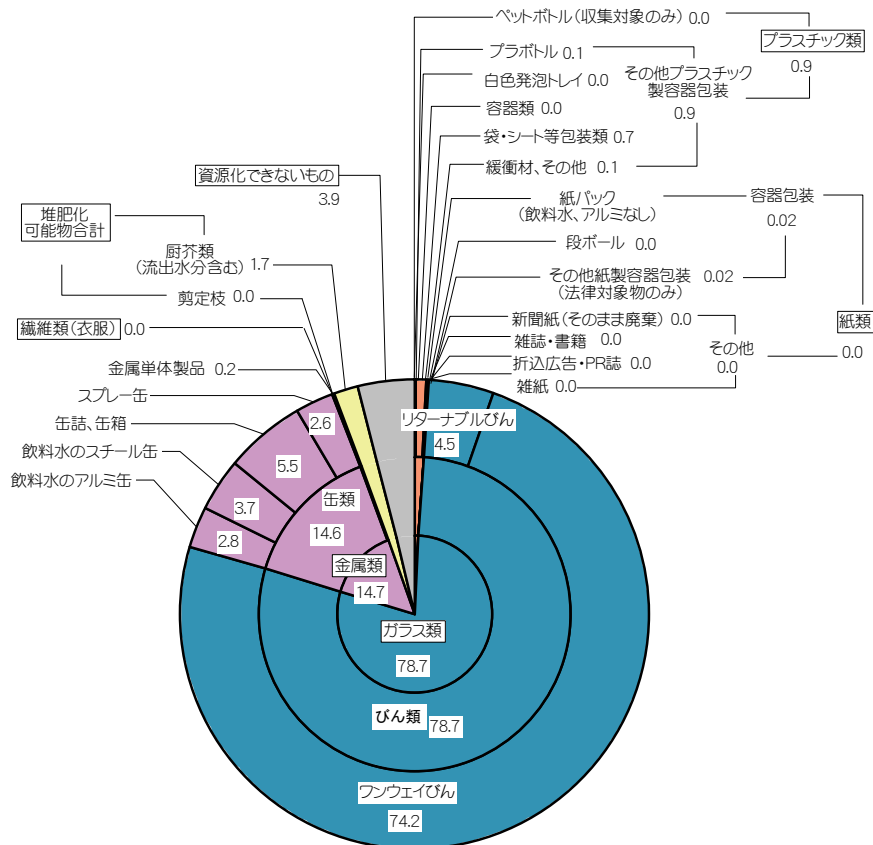 ペットボトル(収集対象のみ) 0.0
プラスチック類
0.9
プラボトル 0.1
白色発泡トレイ 0.0
その他プラスチック
製容器包装
0.9
容器類 0.0
袋・シート等包装類 0.7
緩衝材、その他 0.1
資源化できないもの
3.9
紙パック
(飲料水、アルミなし)
容器包装
0.02
堆肥化
可能物合計
厨芥類
(流出水分含む) 1.7
段ボール 0.0
その他紙製容器包装 0.02
(法律対象物のみ)
剪定枝 0.0
新聞紙(そのまま廃棄) 0.0
紙類
0.0
繊維類(衣服) 0.0
雑誌・書籍 0.0
その他
0.0
折込広告・PR誌 0.0
金属単体製品 0.2
雑紙 0.0
スプレー缶
2.6
缶詰、缶箱
5.5
飲料水のスチール缶
3.7
飲料水のアルミ缶
2.8
リターナブルびん
4.5
缶類
14.6
金属類
14.7
ガラス類
78.7
びん類 78.7
ワンウェイびん
74.2